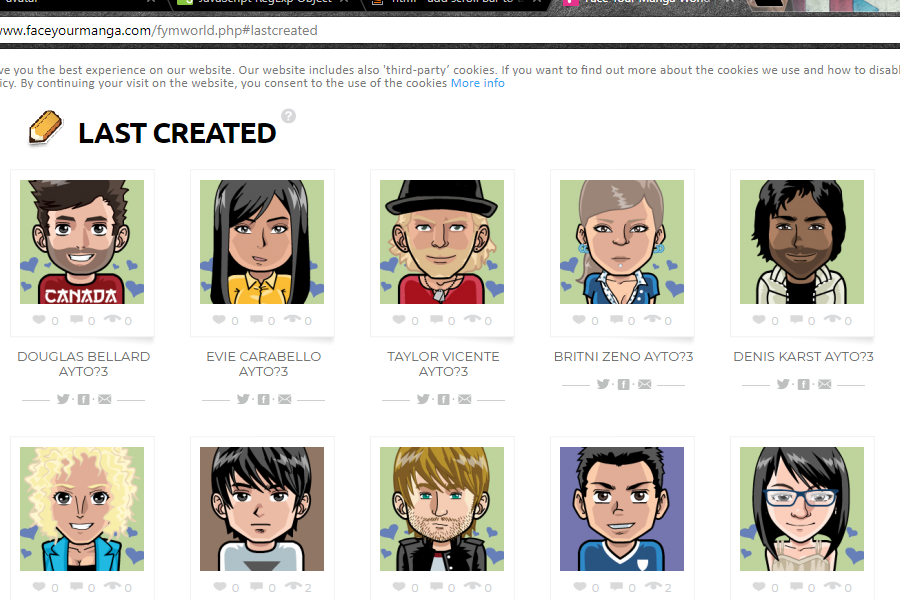 avatar
Javascript RegExp Object
html - add scroll bar to
Face Your Manga World
www.faceyourmanga.com/fymworld.php#lastcreated
ve you the best experience on our website. Our website includes also 'third-party' cookies. If you want to find out more about the cookies we use and how to disabl
icy. By continuing your visit on the website, you consent to the use of the cookies More info
LAST CREATED ?
CANADA
0 0 0 0 0 0 0 0 0 0 0 0 0 0 0
DOUGLAS BELLARD
AYTO?3
EVIE CARABELLO
AYTO?3
TAYLOR VICENTE
AYTO?3
BRITNI ZENO AYTO?3
DENIS KARST AYTO?3
0 0 0 0 0 2 0 0 0 0 0 2 0 0 0